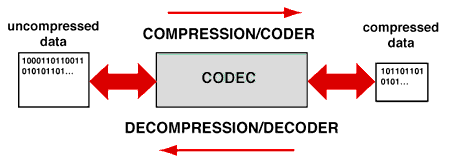 uncompressed
data
COMPRESSION/CODER
compressed
data
1000110110011
010101101...
CODEC
101101101
0101...
DECOMPRESSION/DECODER